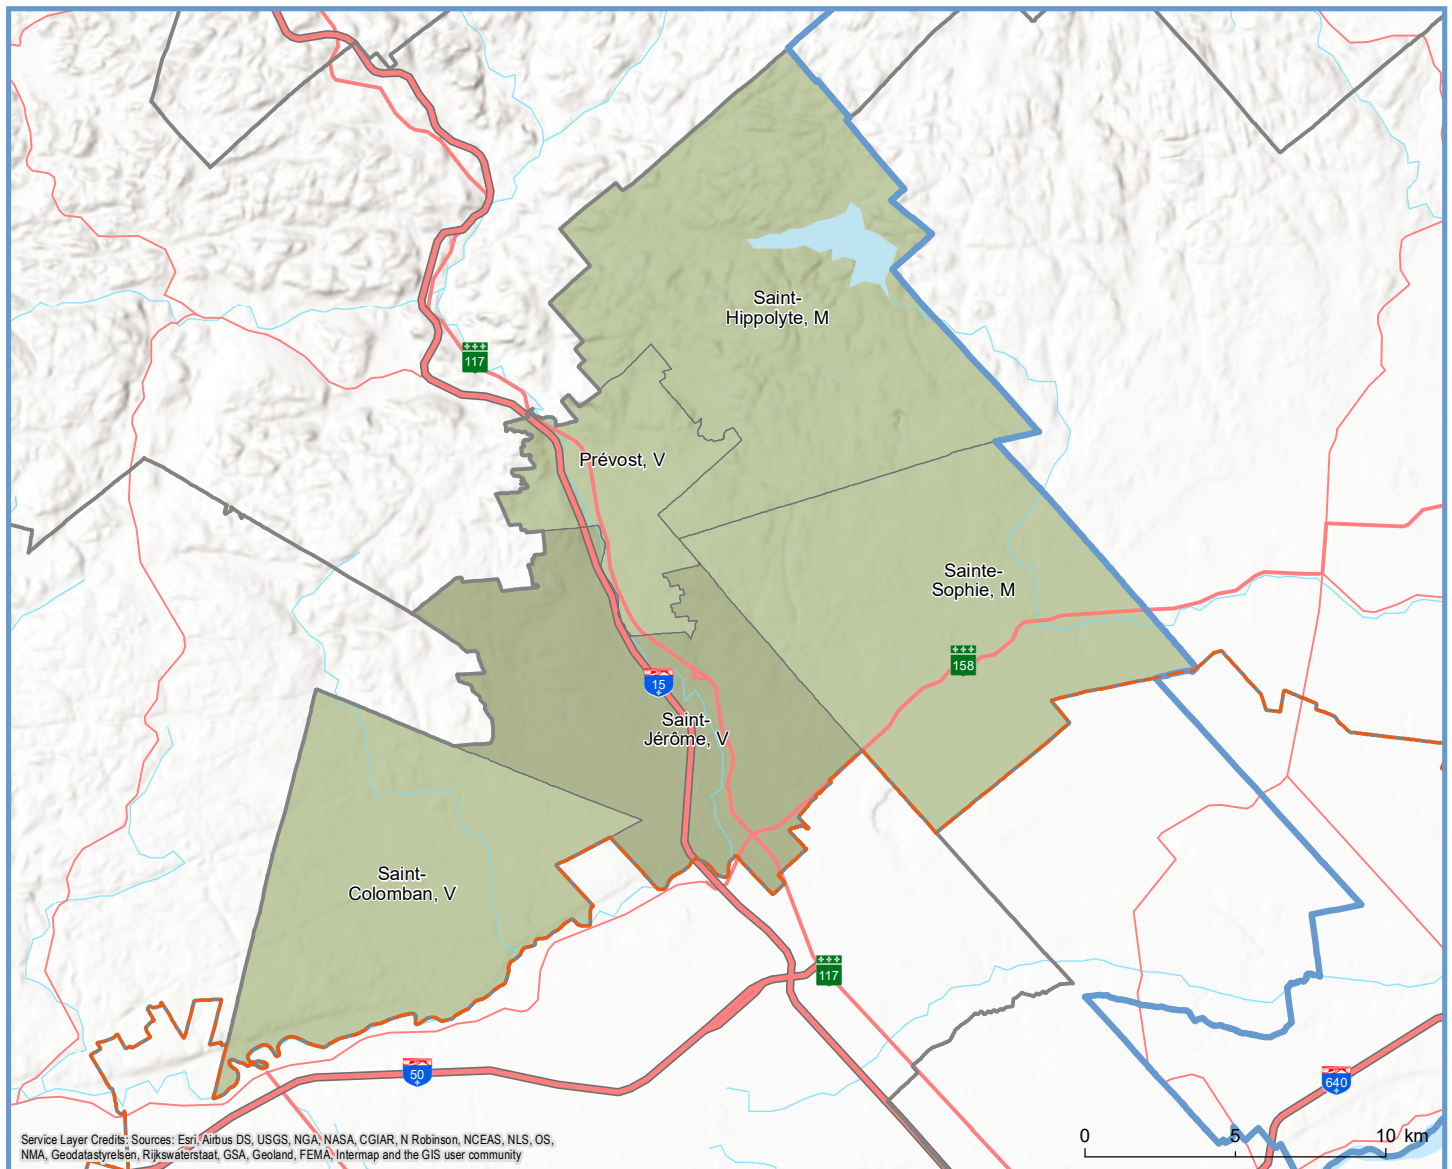 Saint-
Hippolyte, M
117
Prévost, V
Sainte-
Sophie, M
158
15
Saint-
Jérôme, V
Saint-
Colomban, V
117
50
640
0 5 10 km
Service Layer Credits: Sources: Esri, Airbus DS, USGS, NGA, NASA, CGIAR, N Robinson, NCEAS, NLS, OS,
NMA, Geodatastyrelsen, Rijkswaterstaat, GSA, Geoland, FEMA, Intermap and the GIS user community